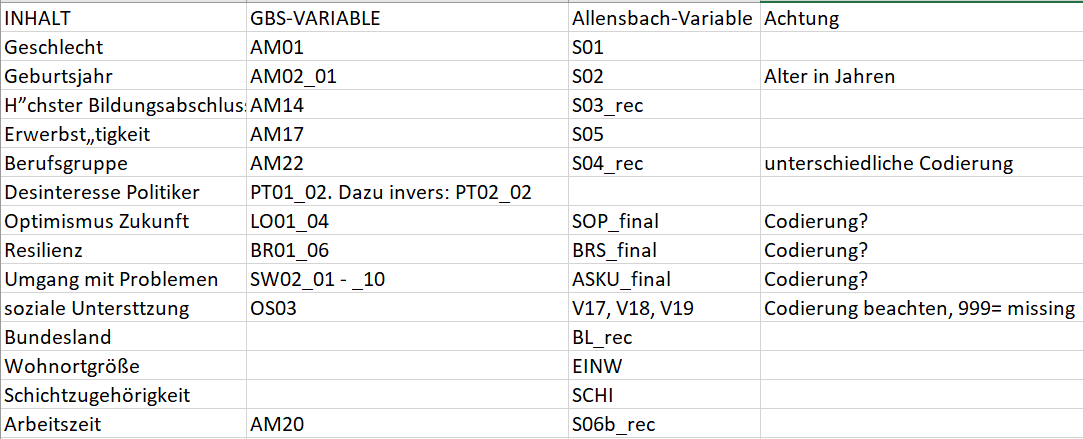 INHALT GBS-VARIABLE Allensbach-Variable Achtung
Geschlecht AM01 S01
Geburtsjahr AM02_01 S02 Alter in Jahren
H”chster Bildungsabschlus AM14 S03_rec
Erwerbst„tigkeit AM17 S05
Berufsgruppe AM22 S04_rec unterschiedliche Codierung
Desinteresse Politiker PT01_02. Dazu invers: PT02_02
Optimismus Zukunft LO01_04 SOP_final Codierung?
Resilienz BR01_06 BRS_final Codierung?
Umgang mit Problemen SW02_01 - _10 ASKU_final Codierung?
soziale Untersttzung OS03 V17, V18, V19 Codierung beachten, 999= missing
Bundesland BL_rec
Wohnortgröße EINW
Schichtzugehörigkeit SCHI
Arbeitszeit AM20 S06b_rec